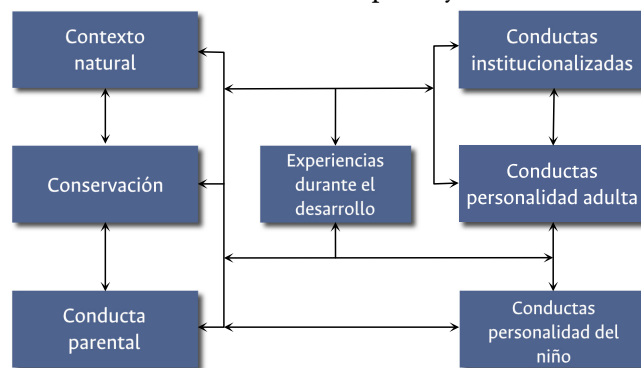 Contexto
natural
Conductas
institucionalizadas
Conservación
Experiencias
durante el
desarrollo
Conductas
personalidad adulta
Conducta
parental
Conductas
personalidad del
niño